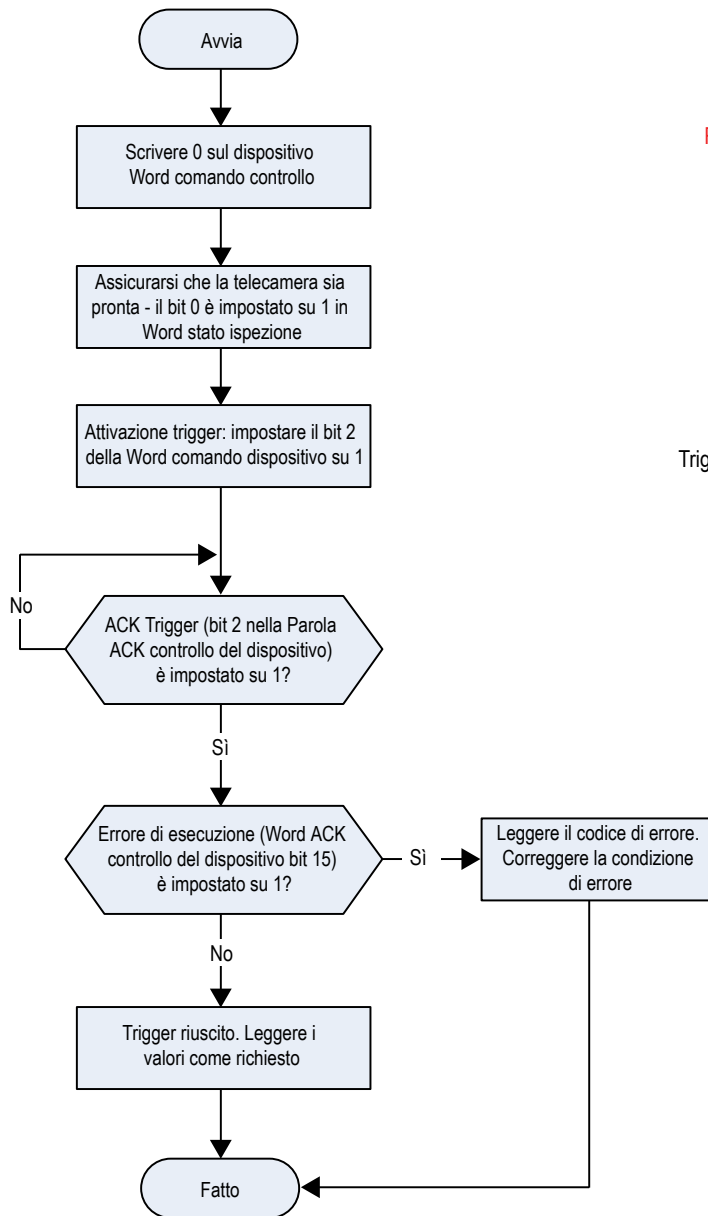 Avvia
Scrivere 0 sul dispositivo
Word comando controllo
Assicurarsi che la telecamera sia
pronta - il bit 0 è impostato su 1 in
Word stato ispezione
Attivazione trigger: impostare il bit 2
della Word comando dispositivo su 1
Trig
No
ACK Trigger (bit 2 nella Parola
ACK controllo del dispositivo)
è impostato su 1?
Sì
Errore di esecuzione (Word ACK
controllo del dispositivo bit 15)
è impostato su 1?
Sì
Leggere il codice di errore.
Correggere la condizione
di errore
No
Trigger riuscito. Leggere i
valori come richiesto
Fatto